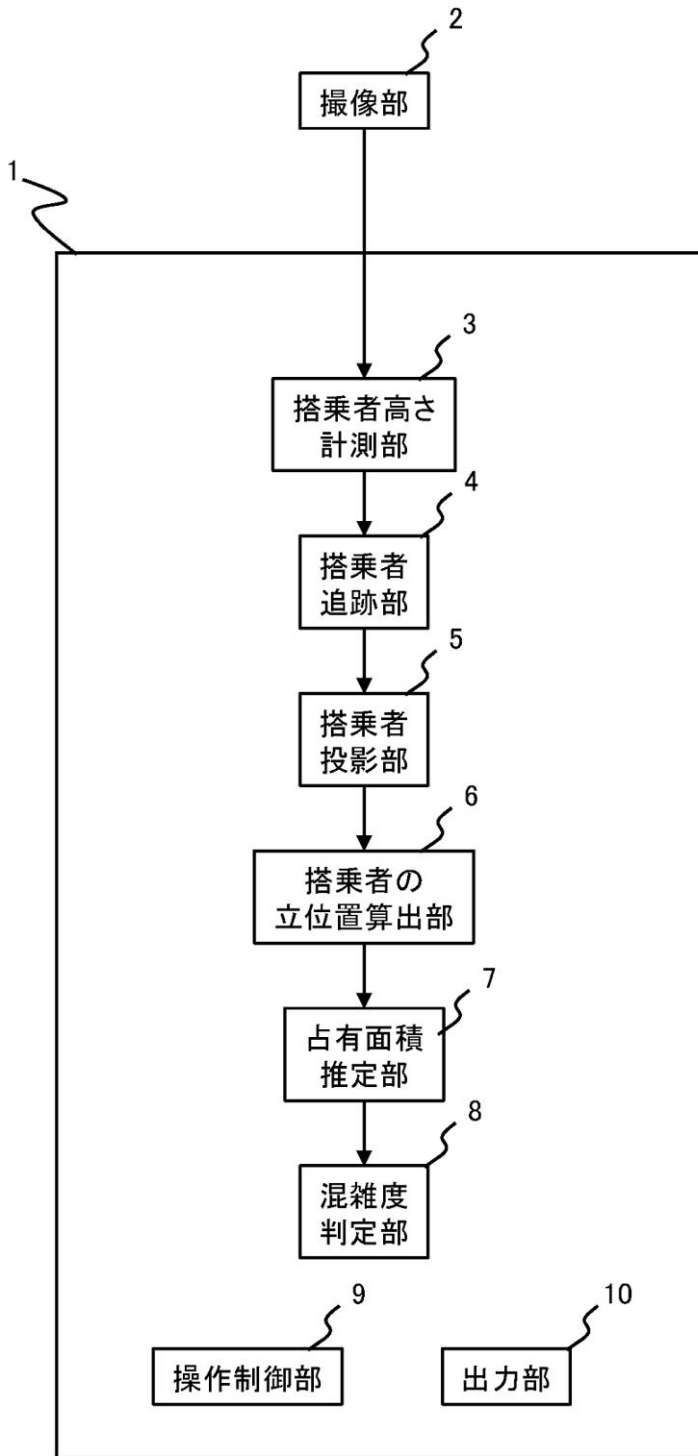 2
撮像部
1
3
搭乗者高さ
計測部
4
搭乗者
追跡部
5
搭乗者
投影部
6
搭乗者の
立位置算出部
7
占有面積
推定部
8
混雑度
判定部
9
操作制御部
10
出力部